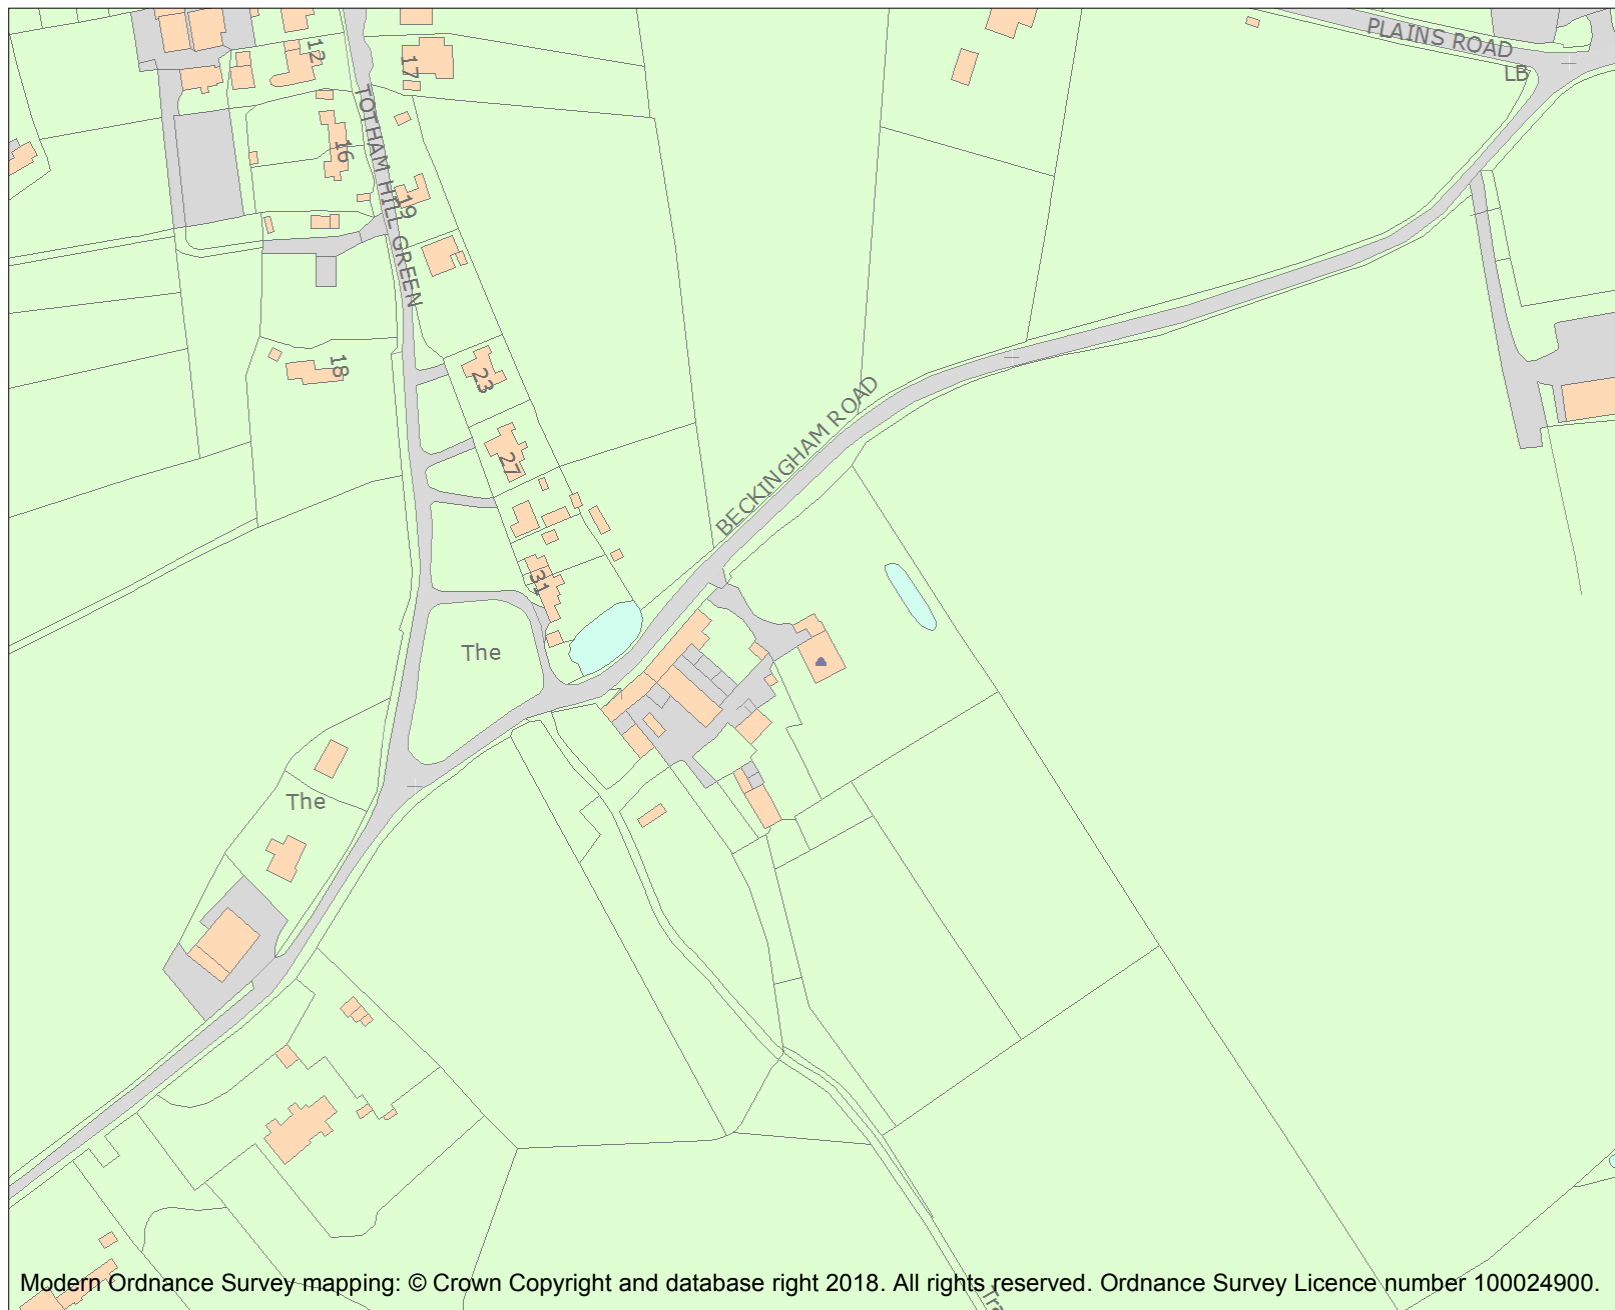 PLAINS ROAD
LB
12
17
TOTHAM HILL GREEN
16
19
18
23
27
BECKINGHAM ROAD
31
The
The
Tra
Modern Ordnance Survey mapping: © Crown Copyright and database right 2018. All rights reserved. Ordnance Survey Licence number 100024900.